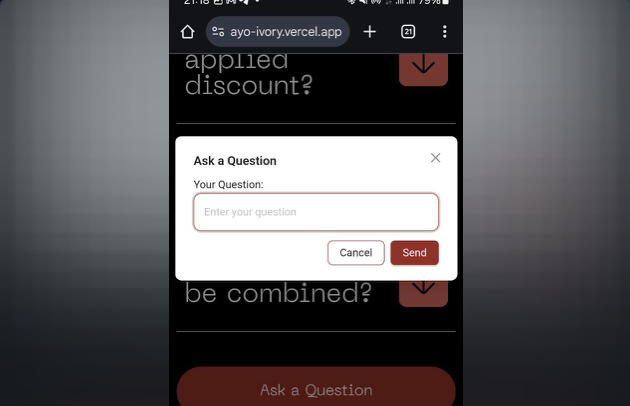 21:18
79%
ayo-ivory.vercel.app
21
applied
discount?
Ask a Question
Your Question:
Enter your question
Cancel
Send
be combined?
Ask a Question